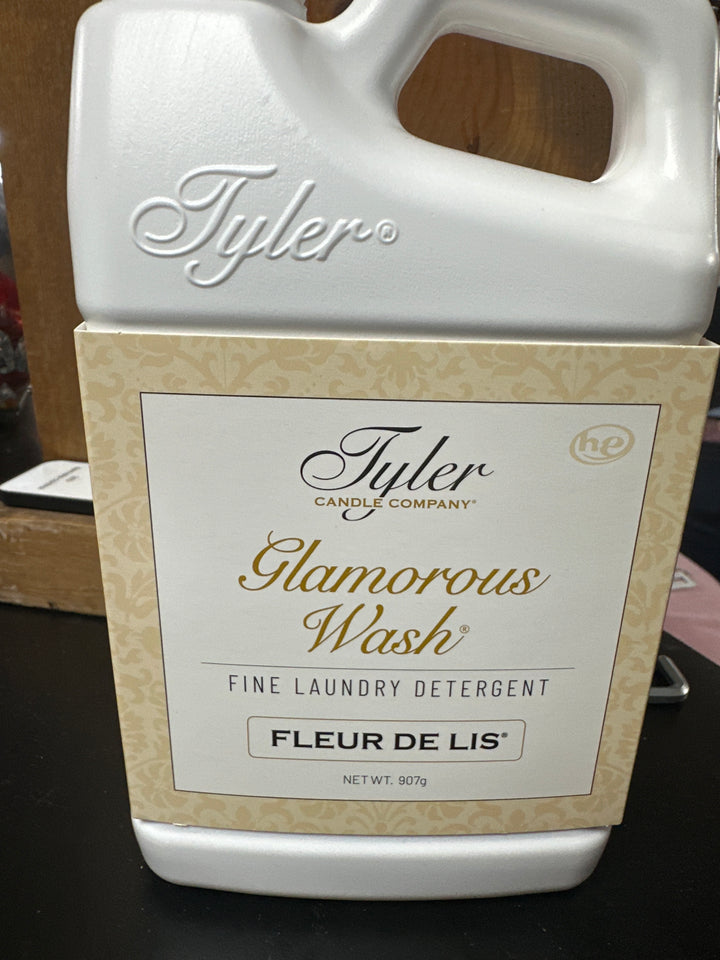 Tyler®
he
Tyler
CANDLE COMPANY®
Glamorous
Wash®
FINE LAUNDRY DETERGENT
FLEUR DE LIS®
NET WT. 907g